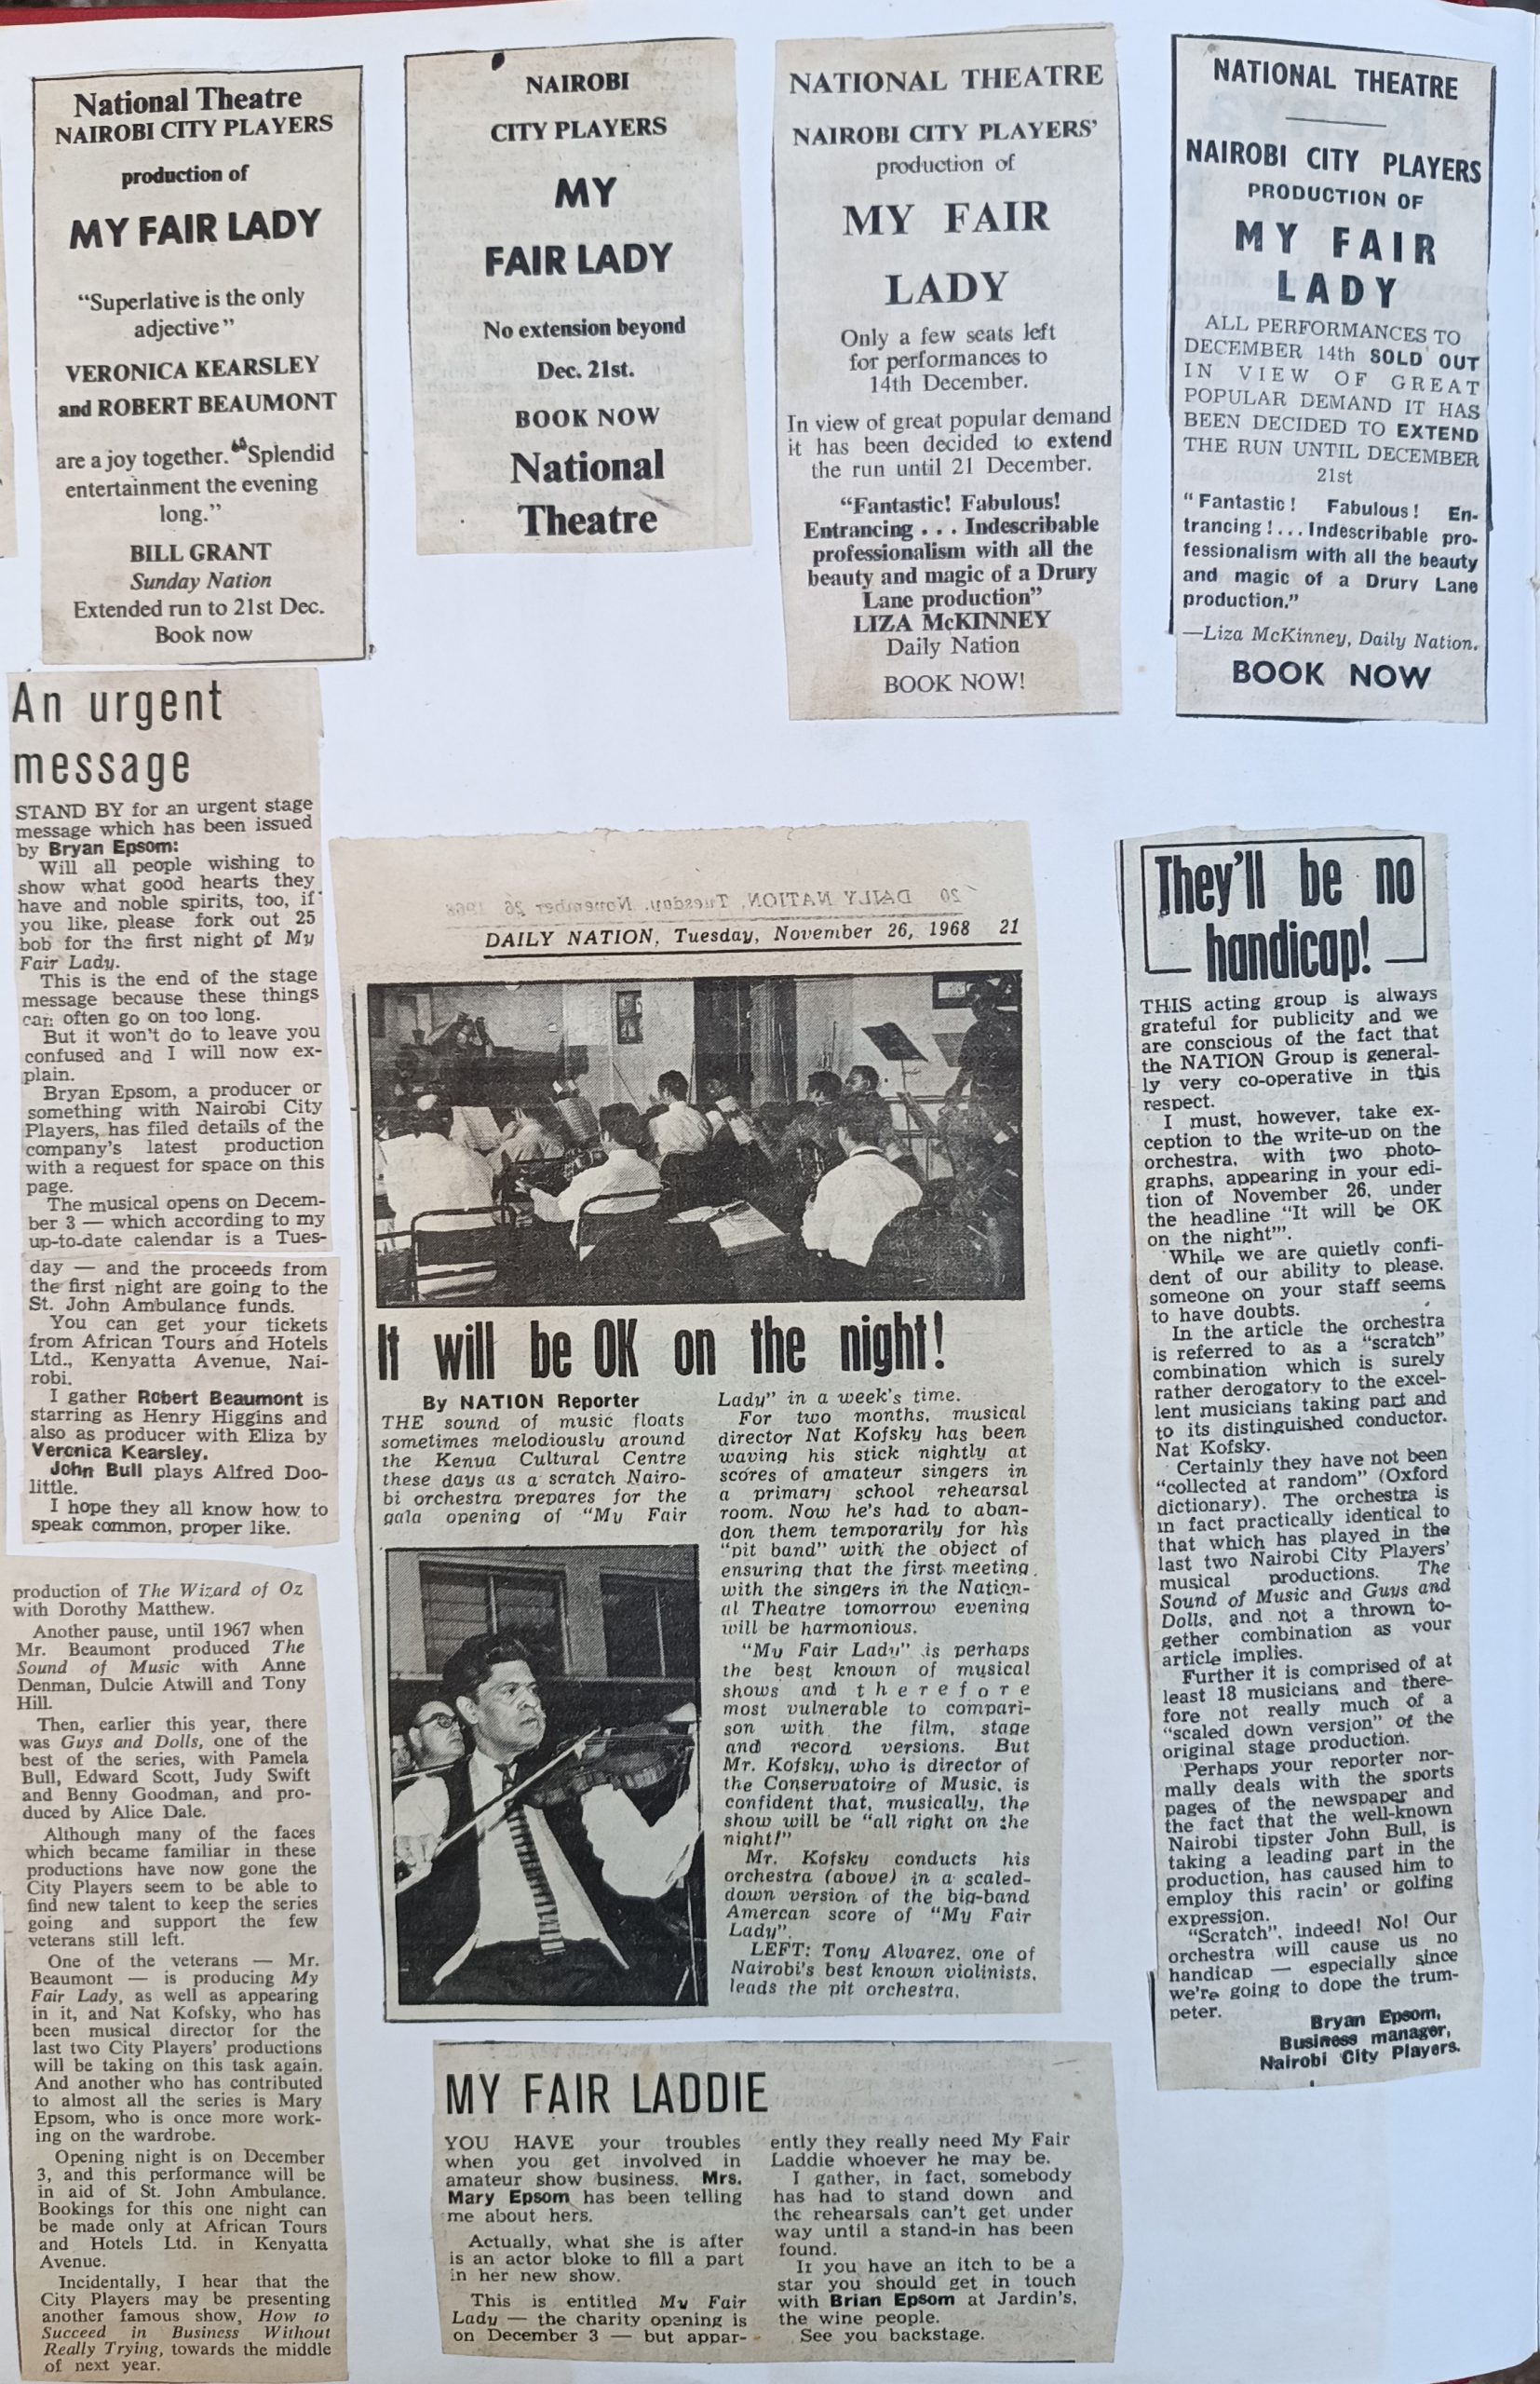 National Theatre
NAIROBI CITY PLAYERS
production of
MY FAIR LADY
"Superlative is the only
adjective"
VERONICA KEARSLEY
and ROBERT BEAUMONT
are a joy together. "Splendid
entertainment the evening
long."
BILL GRANT
Sunday Nation
Extended run to 21st Dec.
Book now
NAIROBI
CITY PLAYERS
MY
FAIR LADY
No extension beyond
Dec. 21st.
BOOK NOW
National
Theatre
NATIONAL THEATRE
NAIROBI CITY PLAYERS'
production of
MY FAIR
LADY
Only a few seats left
for performances to
14th December.
In view of great popular demand
it has been decided to extend
the run until 21 December.
"Fantastic! Fabulous!
Entrancing . . . Indescribable
professionalism with all the
beauty and magic of a Drury
Lane production"
LIZA McKINNEY
Daily Nation
BOOK NOW!
NATIONAL THEATRE
NAIROBI CITY PLAYERS
PRODUCTION OF
MY FAIR
LADY
ALL PERFORMANCES TO
DECEMBER 14th SOLD OUT
IN VIEW OF GREAT
POPULAR DEMAND IT HAS
BEEN DECIDED TO EXTEND
THE RUN UNTIL DECEMBER
21st
"Fantastic! Fabulous! En-
trancing! . . . Indescribable pro-
fessionalism with all the beauty
and magic of a Drury Lane
production."
—Liza McKinney, Daily Nation.
BOOK NOW
An urgent
message
STAND BY for an urgent stage
message which has been issued
by Bryan Epsom:
Will all people wishing to
show what good hearts they
have and noble spirits, too, if
you like, please fork out 25
bob for the first night of My
Fair Lady.
This is the end of the stage
message because these things
can often go on too long.
But it won't do to leave you
confused and I will now ex-
plain.
Bryan Epsom, a producer or
something with Nairobi City
Players, has filed details of the
company's latest production
with a request for space on this
page.
The musical opens on Decem-
ber 3 — which according to my
up-to-date calendar is a Tues-
day — and the proceeds from
the first night are going to the
St. John Ambulance funds.
You can get your tickets
from African Tours and Hotels
Ltd., Kenyatta Avenue, Nai-
robi.
I gather Robert Beaumont is
starring as Henry Higgins and
also as producer with Eliza by
Veronica Kearsley.
John Bull plays Alfred Doo-
little.
I hope they all know how to
speak common, proper like.
production of The Wizard of Oz
with Dorothy Matthew.
Another pause, until 1967 when
Mr. Beaumont produced The
Sound of Music with Anne
Denman, Dulcie Atwill and Tony
Hill.
Then, earlier this year, there
was Guys and Dolls, one of the
best of the series, with Pamela
Bull, Edward Scott, Judy Swift
and Benny Goodman, and pro-
duced by Alice Dale.
Although many of the faces
which became familiar in these
productions have now gone the
City Players seem to be able to
find new talent to keep the series
going and support the few
veterans still left.
One of the veterans — Mr.
Beaumont — is producing My
Fair Lady, as well as appearing
in it, and Nat Kofsky, who has
been musical director for the
last two City Players' productions
will be taking on this task again.
And another who has contributed
to almost all the series is Mary
Epsom, who is once more work-
ing on the wardrobe.
Opening night is on December
3, and this performance will be
in aid of St. John Ambulance.
Bookings for this one night can
be made only at African Tours
and Hotels Ltd. in Kenyatta
Avenue.
Incidentally, I hear that the
City Players may be presenting
another famous show, How to
Succeed in Business Without
Really Trying, towards the middle
of next year.
20 DAILY NATION, Tuesday, November 26, 1968
DAILY NATION, Tuesday, November 26, 1968 21
It will be OK on the night!
By NATION Reporter
THE sound of music floats
sometimes melodiously around
the Kenya Cultural Centre
these days as a scratch Nairo-
bi orchestra prepares for the
gala opening of "My Fair
Lady" in a week's time.
For two months, musical
director Nat Kofsky has been
waving his stick nightly at
scores of amateur singers in
a primary school rehearsal
room. Now he's had to aban-
don them temporarily for his
"pit band" with the object of
ensuring that the first meeting
with the singers in the Nation-
al Theatre tomorrow evening
will be harmonious.
"My Fair Lady" is perhaps
the best known of musical
shows and therefore
most vulnerable to compari-
son with the film, stage
and record versions. But
Mr. Kofsky, who is director of
the Conservatoire of Music, is
confident that, musically, the
show will be "all right on the
night!"
Mr. Kofsky conducts his
orchestra (above) in a scaled-
down version of the big-band
Amercan score of "My Fair
Lady".
LEFT: Tony Alvarez, one of
Nairobi's best known violinists,
leads the pit orchestra.
MY FAIR LADDIE
YOU HAVE your troubles
when you get involved in
amateur show business. Mrs.
Mary Epsom has been telling
me about hers.
Actually, what she is after
is an actor bloke to fill a part
in her new show.
This is entitled My Fair
Lady — the charity opening is
on December 3 — but appar-
ently they really need My Fair
Laddie whoever he may be.
I gather, in fact, somebody
has had to stand down and
the rehearsals can't get under
way until a stand-in has been
found.
If you have an itch to be a
star you should get in touch
with Brian Epsom at Jardin's,
the wine people.
See you backstage.
They'll be no
handicap!
THIS acting group is always
grateful for publicity and we
are conscious of the fact that
the NATION Group is general-
ly very co-operative in this
respect.
I must, however, take ex-
ception to the write-up on the
orchestra, with two photo-
graphs, appearing in your edi-
tion of November 26, under
the headline "It will be OK
on the night'".
While we are quietly confi-
dent of our ability to please,
someone on your staff seems
to have doubts.
In the article the orchestra
is referred to as a "scratch"
combination which is surely
rather derogatory to the excel-
lent musicians taking part and
to its distinguished conductor.
Nat Kofsky.
Certainly they have not been
"collected at random" (Oxford
dictionary). The orchestra is
in fact practically identical to
that which has played in the
last two Nairobi City Players'
musical productions. The
Sound of Music and Guys and
Dolls, and not a thrown to-
gether combination as your
article implies.
Further it is comprised of at
least 18 musicians and there-
fore not really much of a
"scaled down version" of the
original stage production.
Perhaps your reporter nor-
mally deals with the sports
pages of the newspaper and
the fact that the well-known
Nairobi tipster John Bull, is
taking a leading part in the
production, has caused him to
employ this racin' or golfing
expression.
"Scratch", indeed! No! Our
orchestra will cause us no
handicap — especially since
we're going to dope the trum-
peter.
Bryan Epsom,
Business manager,
Nairobi City Players.